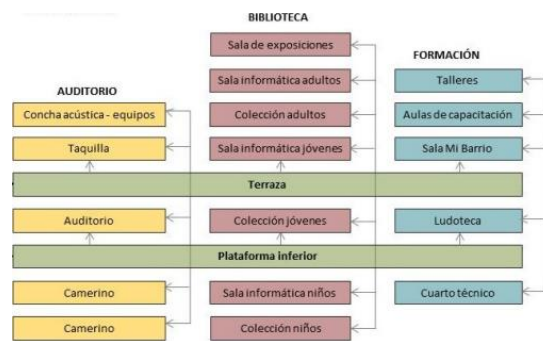 BIBLIOTECA
Sala de exposiciones
FORMACIÓN
AUDITORIO
Sala informática adultos
Talleres
Concha acústica - equipos
Colección adultos
Aulas de capacitación
Taquilla
Sala informática jóvenes
Sala Mi Barrio
Terraza
Auditorio
Colección jóvenes
Ludoteca
Plataforma inferior
Camerino
Sala informática niños
Cuarto técnico
Camerino
Colección niños